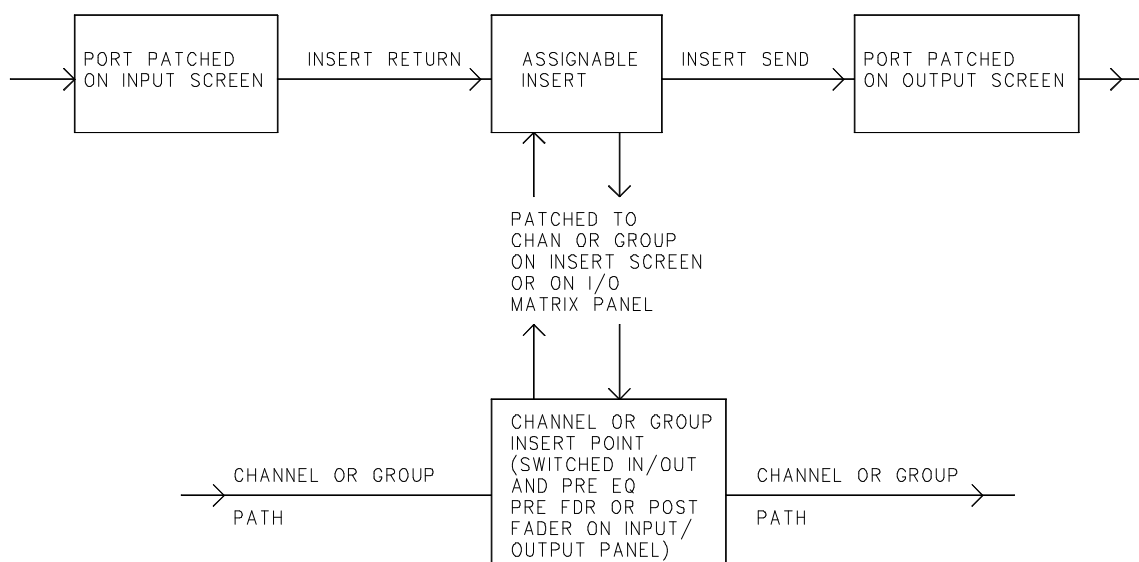 PORT PATCHED
ON INPUT SCREEN
INSERT RETURN
ASSIGNABLE
INSERT
INSERT SEND
PORT PATCHED
ON OUTPUT SCREEN
PATCHED TO
CHAN OR GROUP
ON INSERT SCREEN
OR ON I/O
MATRIX PANEL
CHANNEL OR GROUP
PATH
CHANNEL OR GROUP
INSERT POINT
(SWITCHED IN/OUT
AND PRE EQ
PRE FDR OR POST
FADER ON INPUT/
OUTPUT PANEL)
CHANNEL OR GROUP
PATH